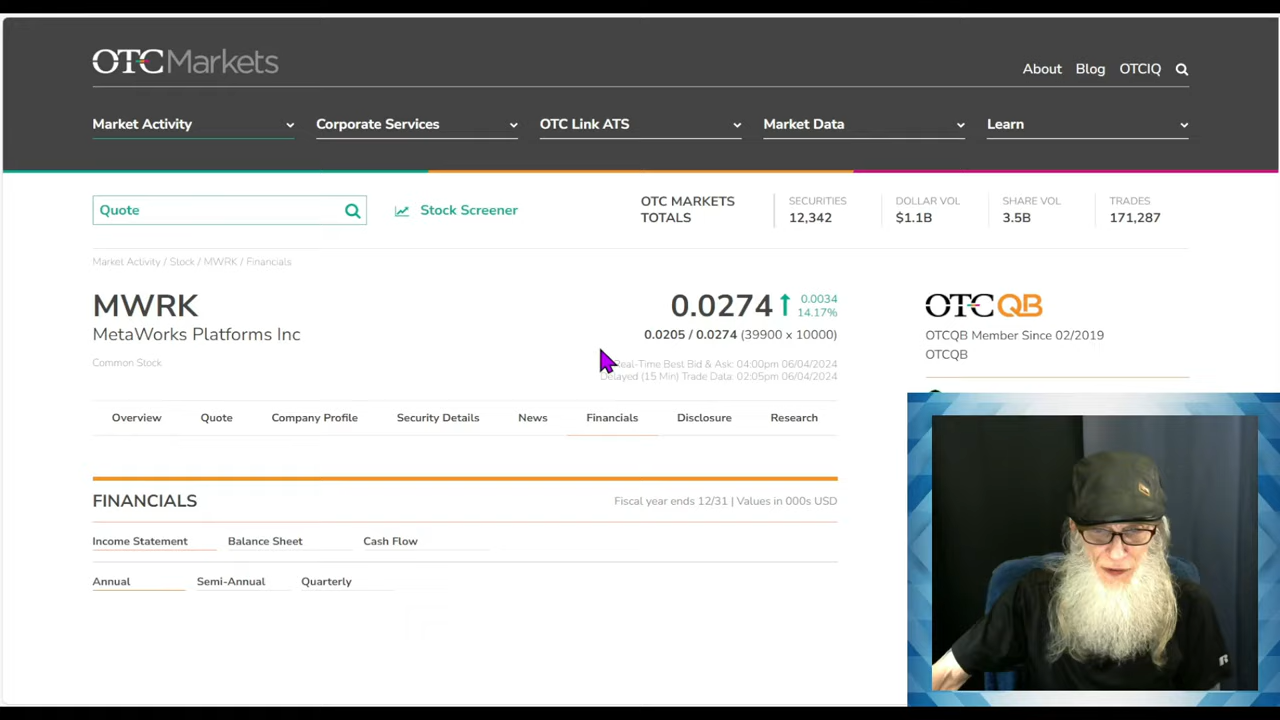 OTCMarkets
About Blog OTCIQ
Market Activity Corporate Services OTC Link ATS Market Data Learn
Quote Stock Screener
OTC MARKETS TOTALS
SECURITIES 12,342
DOLLAR VOL $1.1B
SHARE VOL 3.5B
TRADES 171,287
Market Activity / Stock / MWRK / Financials
MWRK
MetaWorks Platforms Inc
Common Stock
0.0274 0.0034 14.17%
0.0205 / 0.0274 (39900 x 10000)
Real-Time Best Bid & Ask: 04:00pm 06/04/2024
Delayed (15 Min) Trade Data: 02:05pm 06/04/2024
OTCQB
OTCQB Member Since 02/2019
OTCQB
Overview Quote Company Profile Security Details News Financials Disclosure Research
FINANCIALS Fiscal year ends 12/31 | Values in 000s USD
Income Statement Balance Sheet Cash Flow
Annual Semi-Annual Quarterly